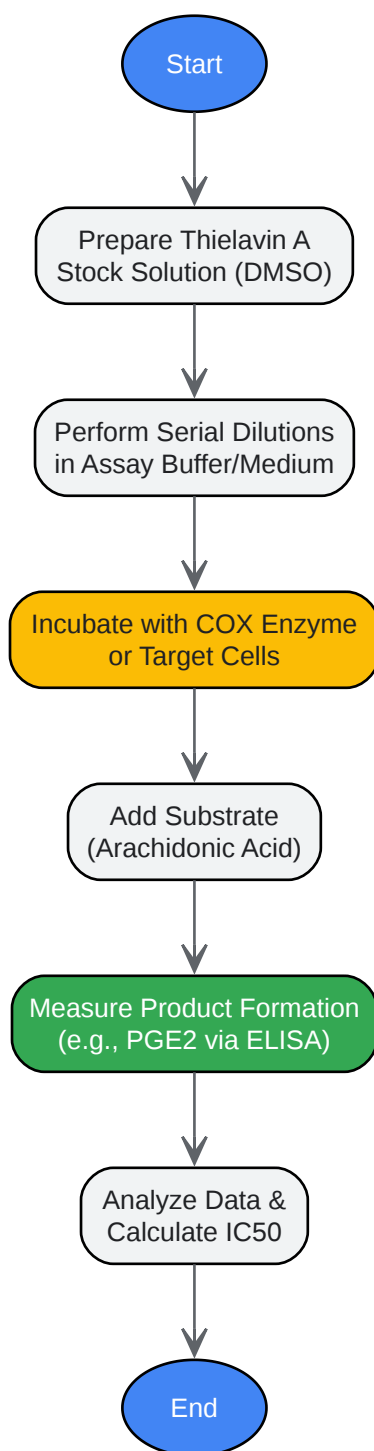 Start
Prepare Thielavin A
Stock Solution (DMSO)
Perform Serial Dilutions
in Assay Buffer/Medium
Incubate with COX Enzyme
or Target Cells
Add Substrate
(Arachidonic Acid)
Measure Product Formation
(e.g., PGE2 via ELISA)
Analyze Data &
Calculate IC50
End